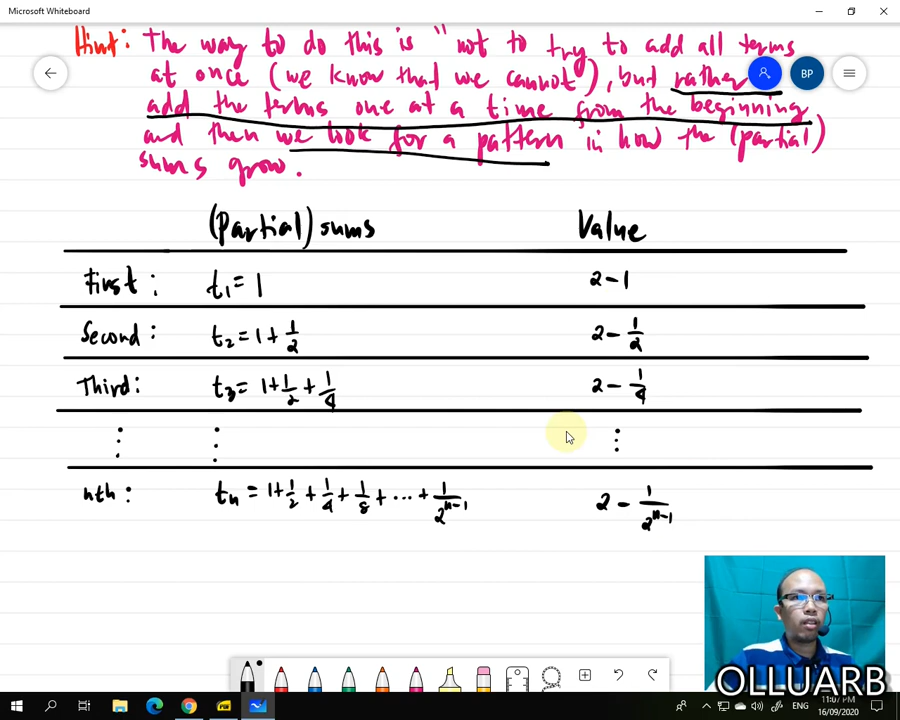 Microsoft Whiteboard
Hint: The way to do this is "not to try to add all terms
at once (we know that we cannot), but rather
BP
add the terms one at a time from the beginning
and then we look for a pattern in how the (partial)
sums grow.
(Partial) sums Value
First: t₁ = 1 2 - 1
Second: t₂ = 1 + 1/2 2 - 1/2
Third: t₃ = 1 + 1/2 + 1/4 2 - 1/4
⋮ ⋮ ⋮
nth: tₙ = 1 + 1/2 + 1/4 + 1/8 + ... + 1/2ⁿ⁻¹ 2 - 1/2ⁿ⁻¹
OLLUARB
ENG
11:07 PM
16/09/2020